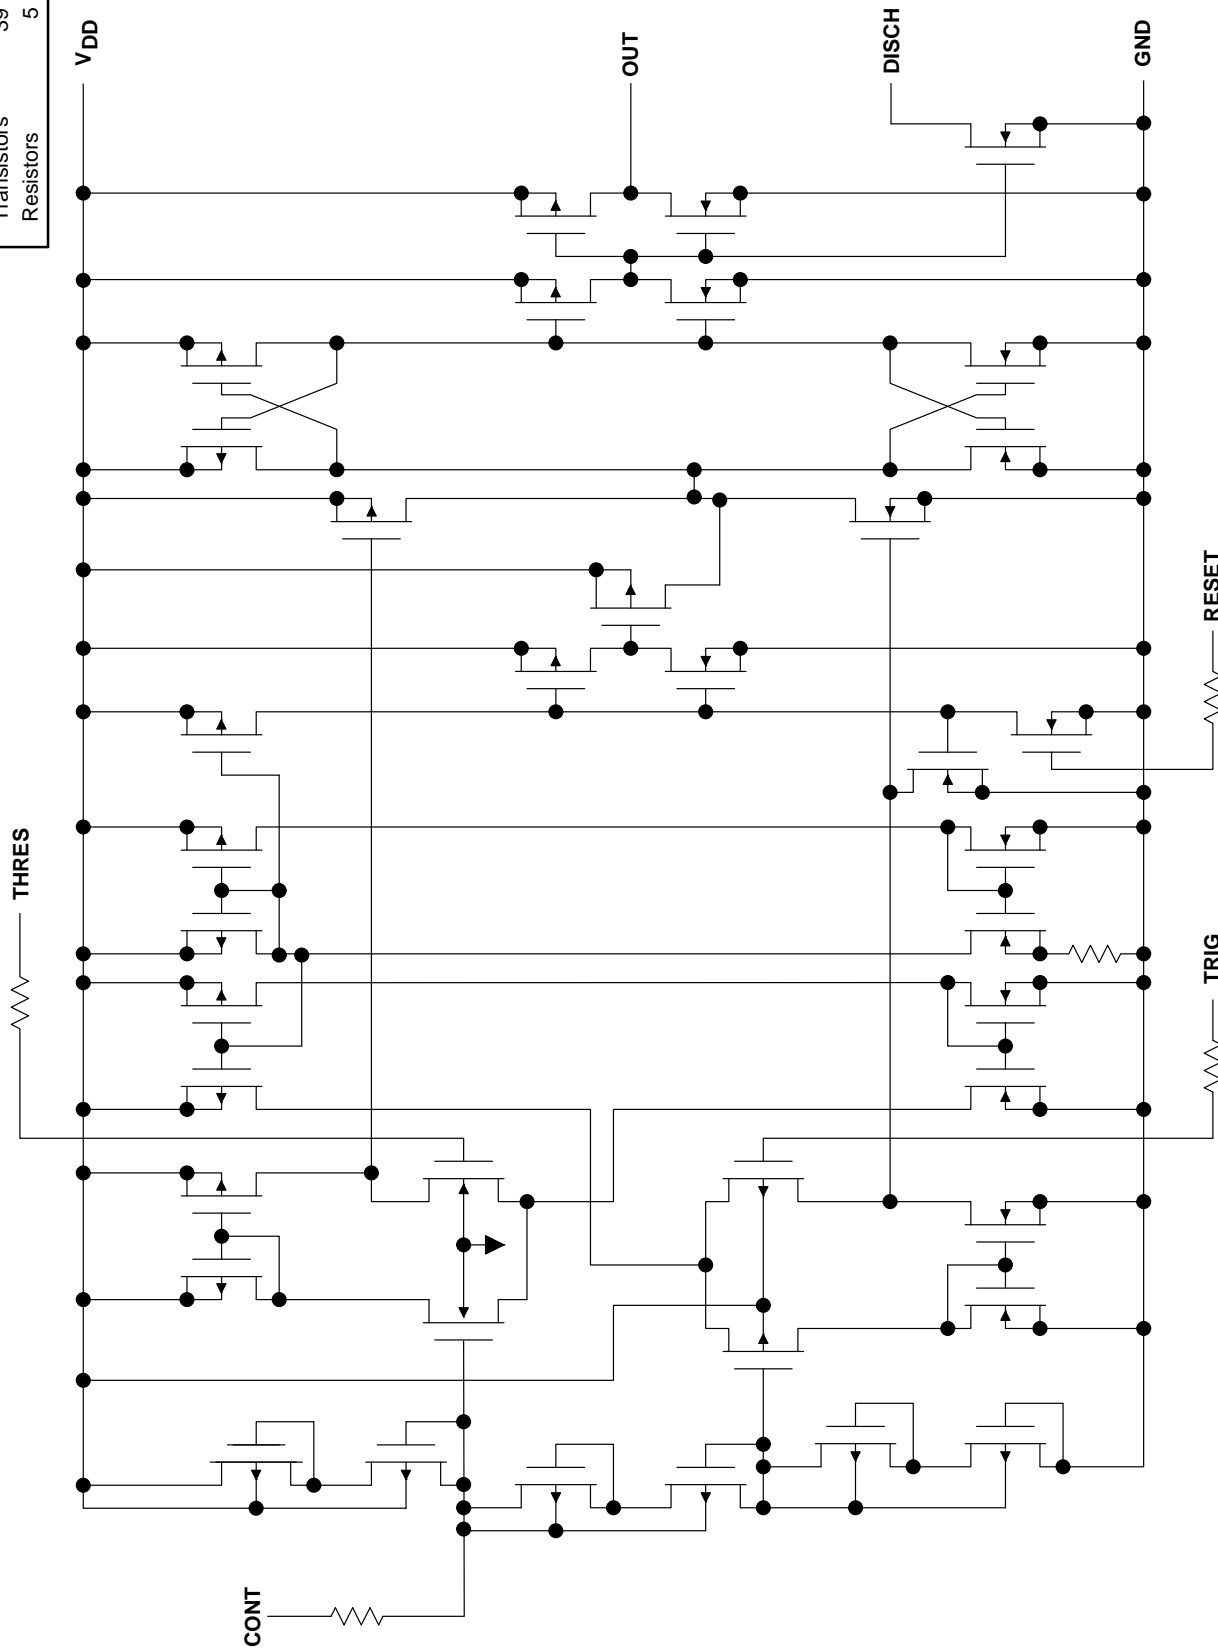 Transistors 39
Resistors 5
VDD
OUT
DISCH
GND
THRES
RESET
TRIG
CONT